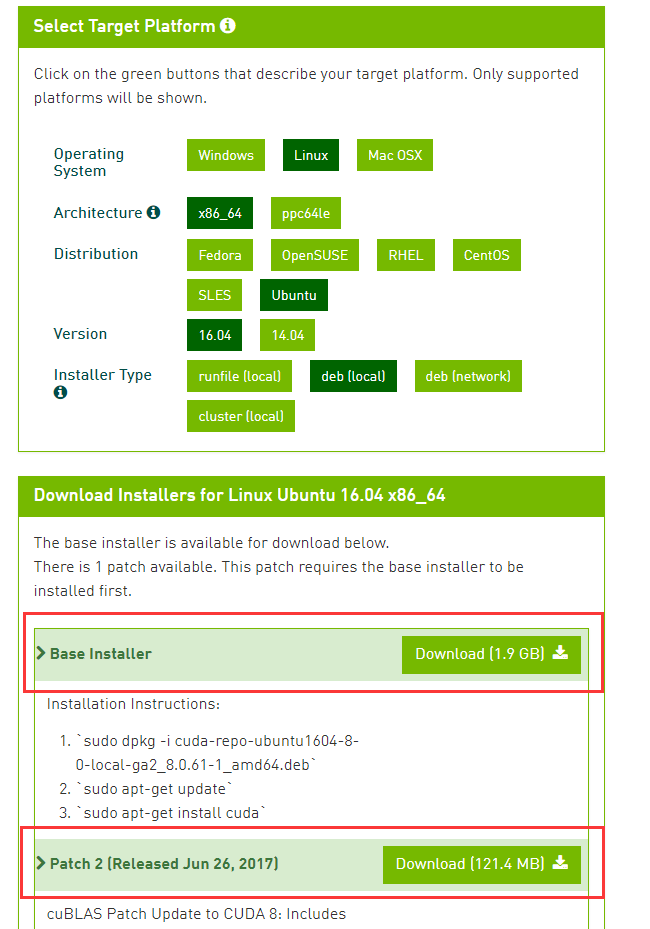 Select Target Platform
Click on the green buttons that describe your target platform. Only supported
platforms will be shown.
Operating
System
Windows
Linux
Mac OSX
Architecture
x86_64
ppc64le
Distribution
Fedora
OpenSUSE
RHEL
CentOS
SLES
Ubuntu
Version
16.04
14.04
Installer Type
runfile (local)
deb (local)
deb (network)
cluster (local)
Download Installers for Linux Ubuntu 16.04 x86_64
The base installer is available for download below.
There is 1 patch available. This patch requires the base installer to be
installed first.
Base Installer
Download (1.9 GB)
Installation Instructions:
1. `sudo dpkg -i cuda-repo-ubuntu1604-8-
0-local-ga2_8.0.61-1_amd64.deb`
2. `sudo apt-get update`
3. `sudo apt-get install cuda`
Patch 2 (Released Jun 26, 2017)
Download (121.4 MB)
cuBLAS Patch Update to CUDA 8: Includes